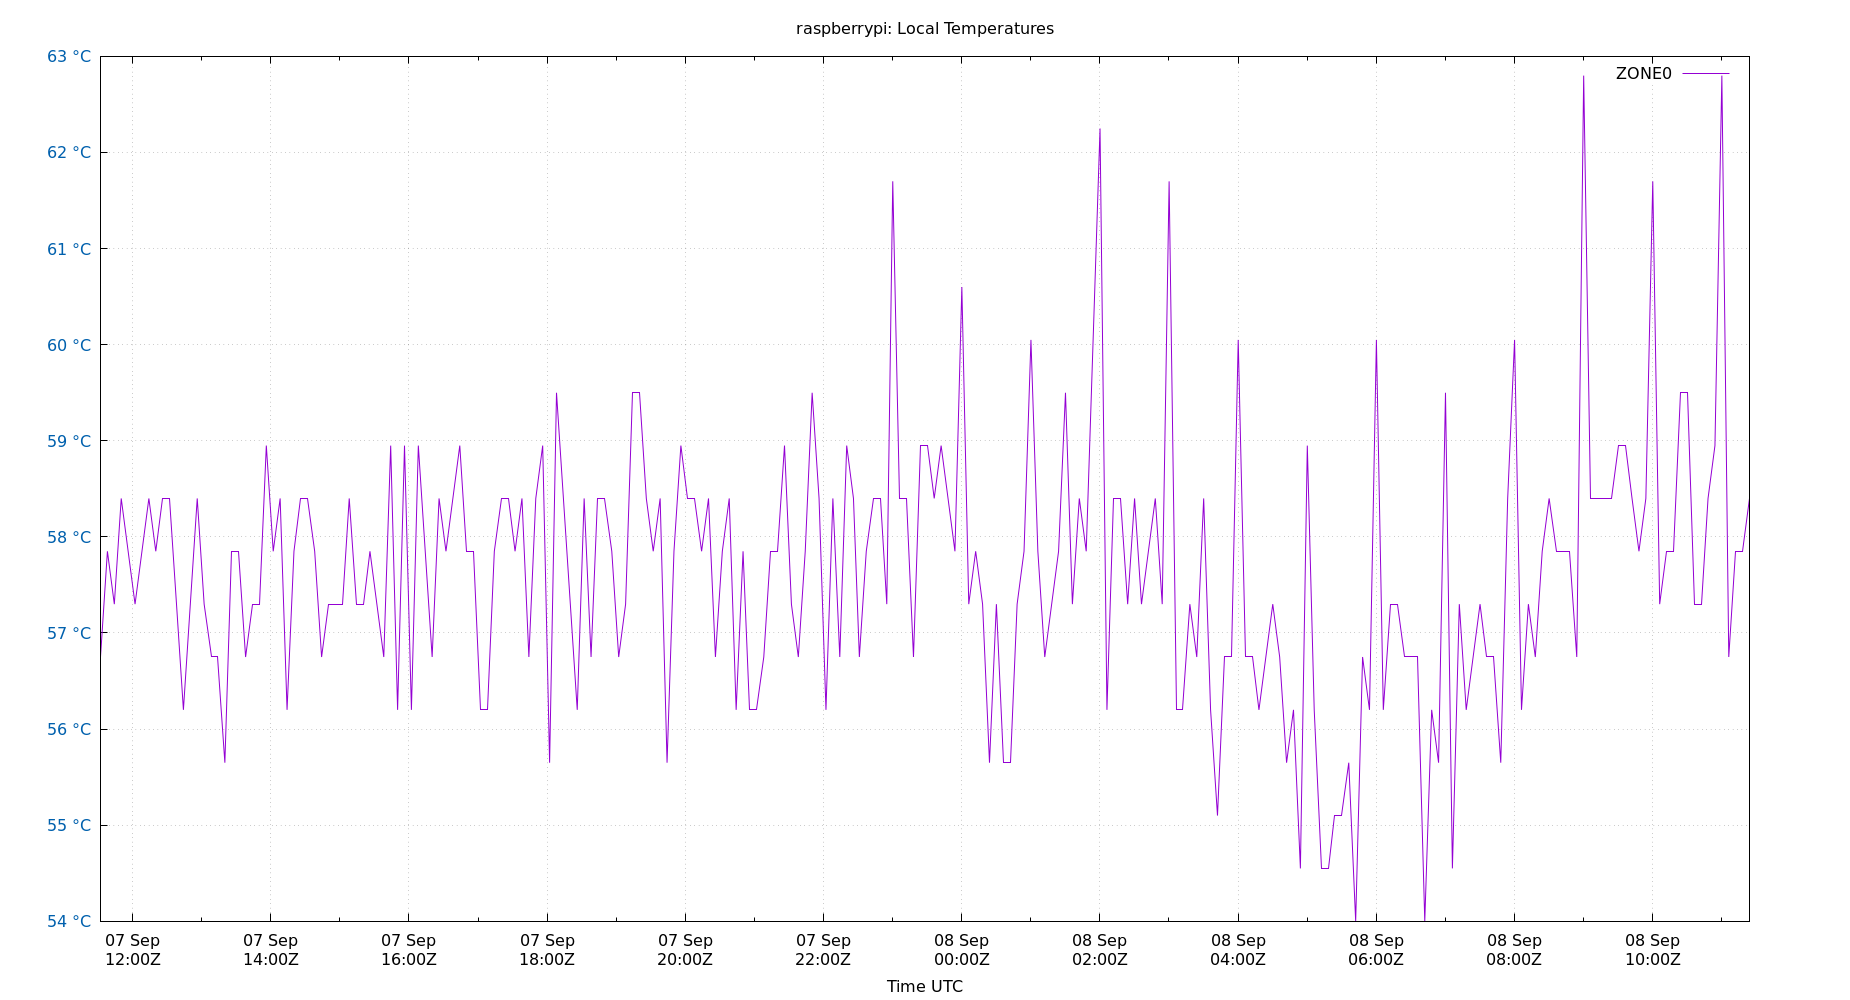 raspberrypi: Local Temperatures
63 °C
ZONE0
62 °C
61 °C
60 °C
59 °C
58 °C
57 °C
56 °C
55 °C
54 °C
07 Sep 07 Sep 07 Sep 07 Sep 07 Sep 07 Sep 08 Sep 08 Sep 08 Sep 08 Sep 08 Sep 08 Sep
12:00Z 14:00Z 16:00Z 18:00Z 20:00Z 22:00Z 00:00Z 02:00Z 04:00Z 06:00Z 08:00Z 10:00Z
Time UTC